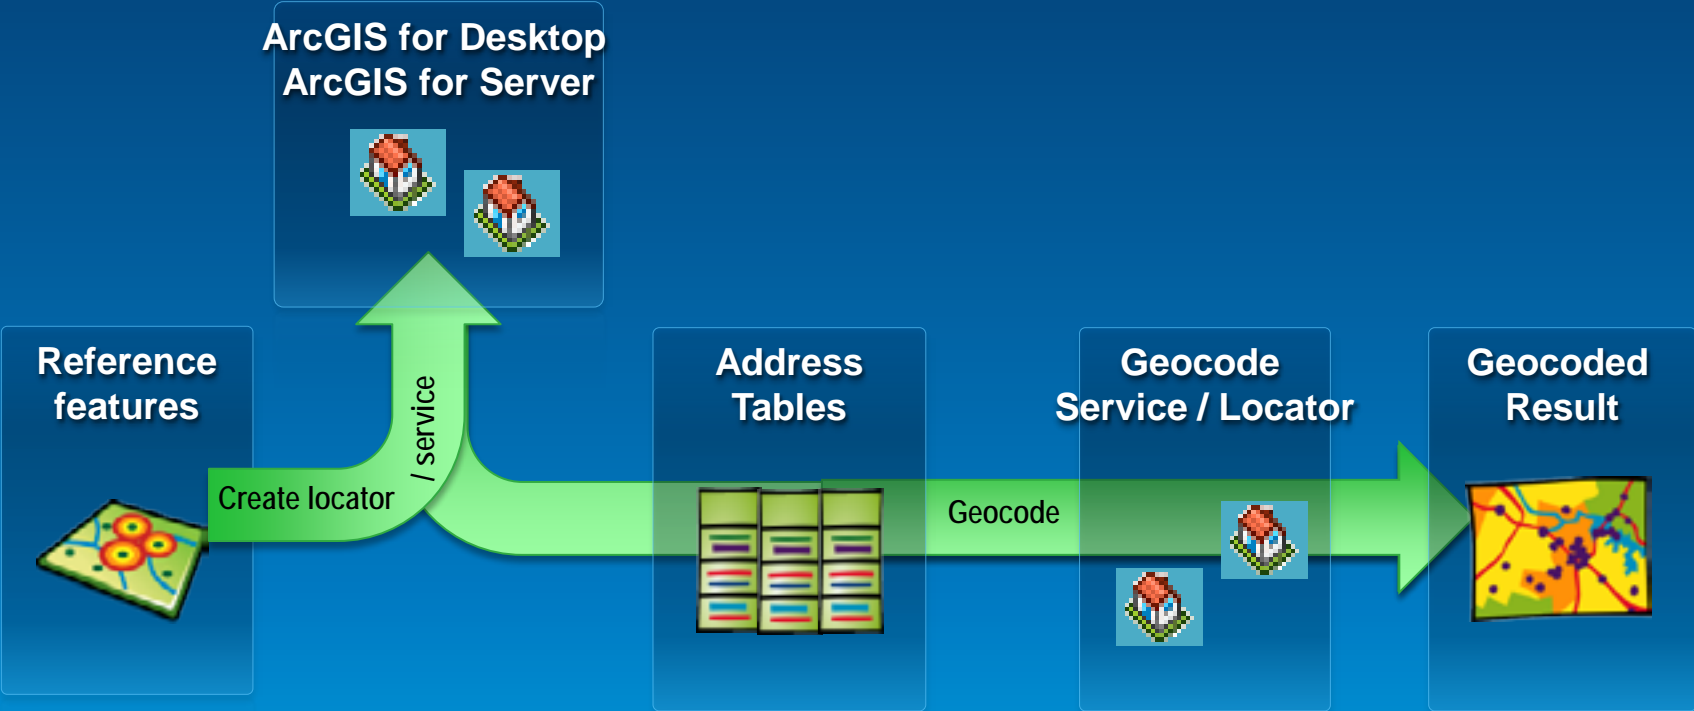 ArcGIS for Desktop
ArcGIS for Server
Reference
features
Create locator
/ service
Address
Tables
Geocode
Geocode
Service / Locator
Geocoded
Result